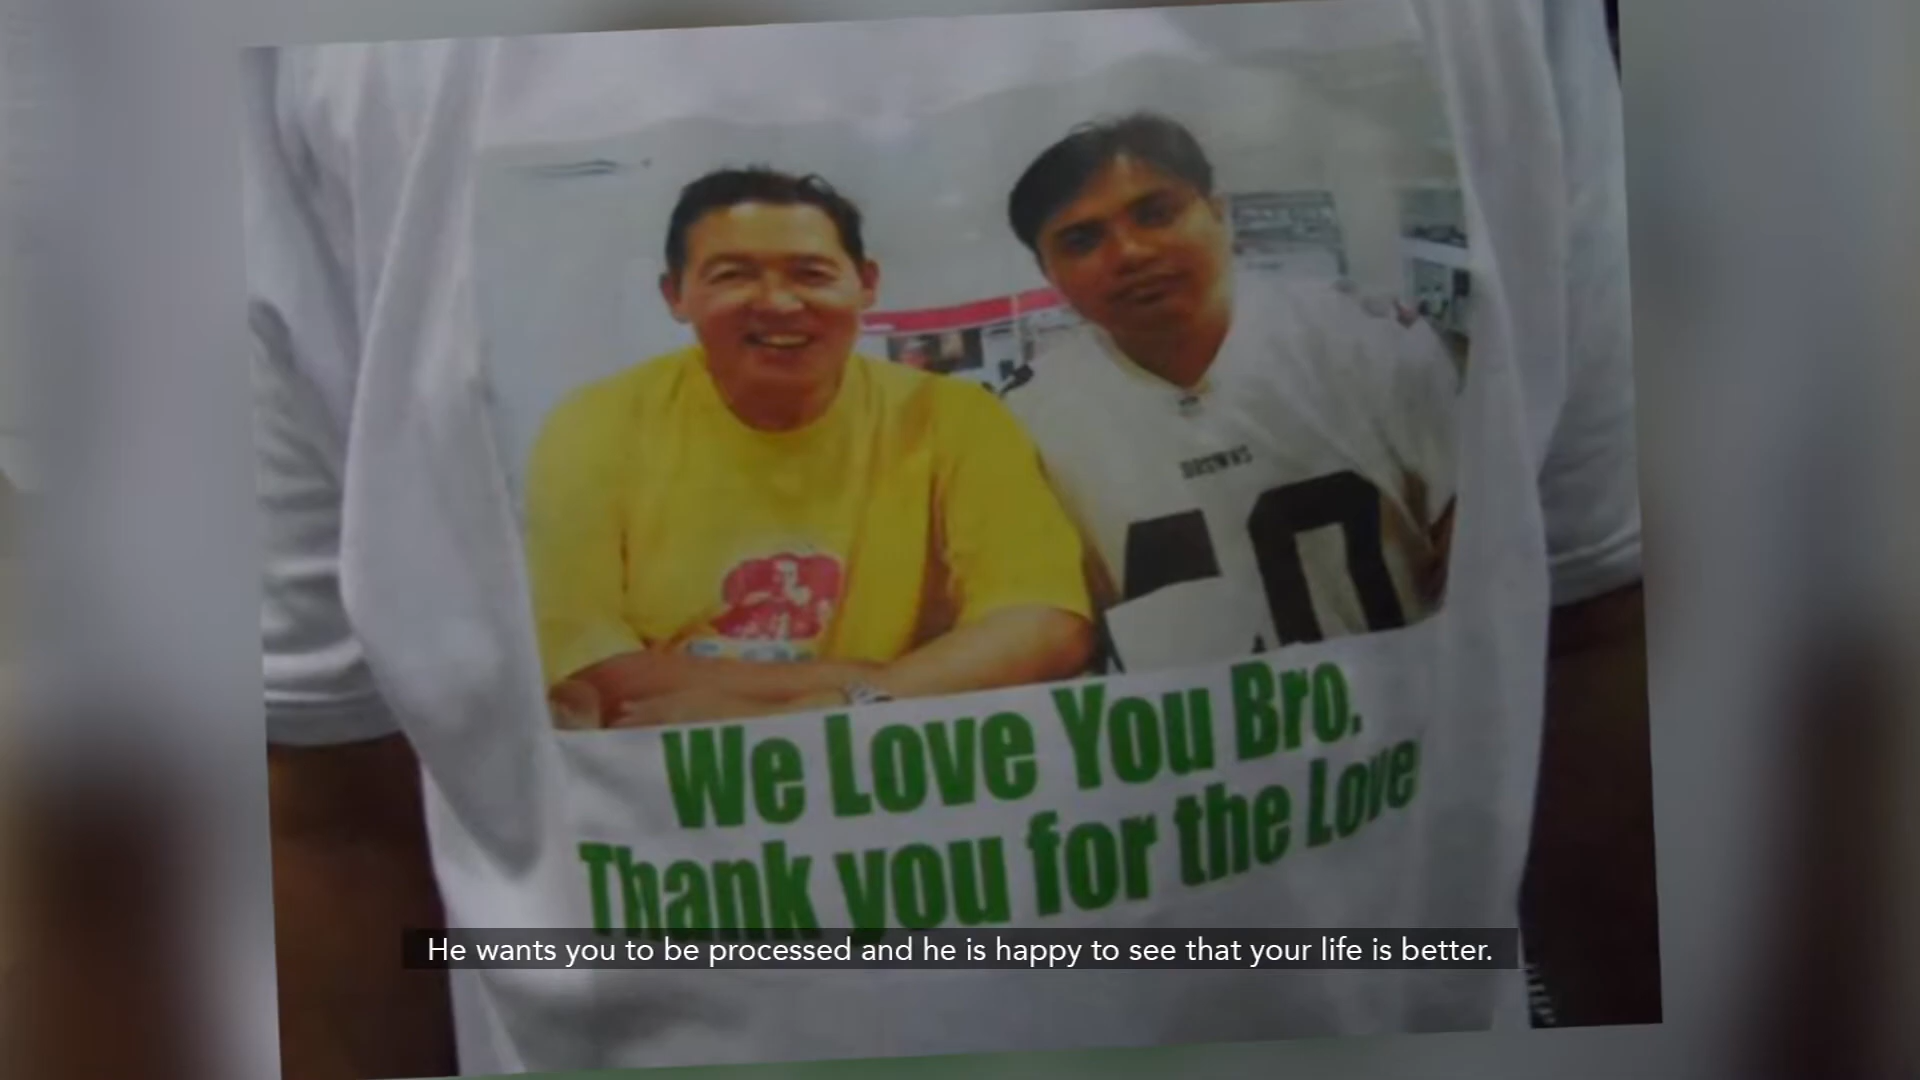 BROWNS
We Love You Bro.
Thank you for the Love
He wants you to be processed and he is happy to see that your life is better.